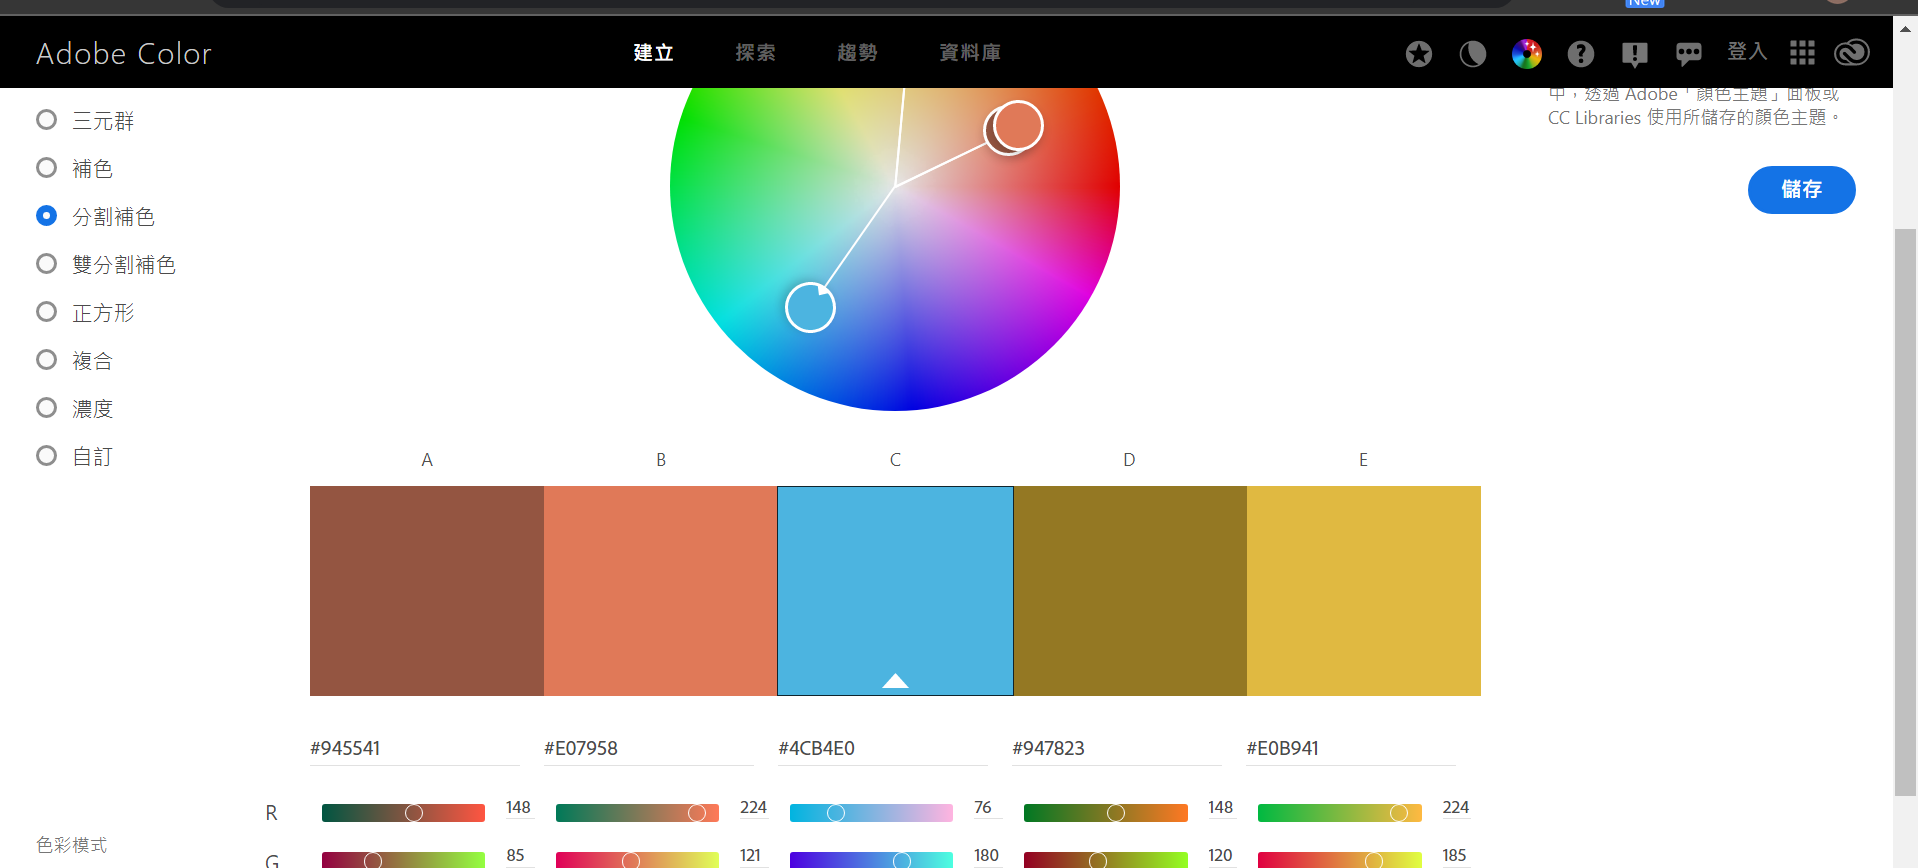 New
Adobe Color
建立
探索
趨勢
資料庫
登入
中，透過 Adobe「顏色主題」面板或
CC Libraries 使用所儲存的顏色主題。
儲存
三元群
補色
分割補色
雙分割補色
正方形
複合
濃度
自訂
A B C D E
#945541 #E07958 #4CB4E0 #947823 #E0B941
R 148 224 76 148 224
色彩模式
G 85 121 180 120 185